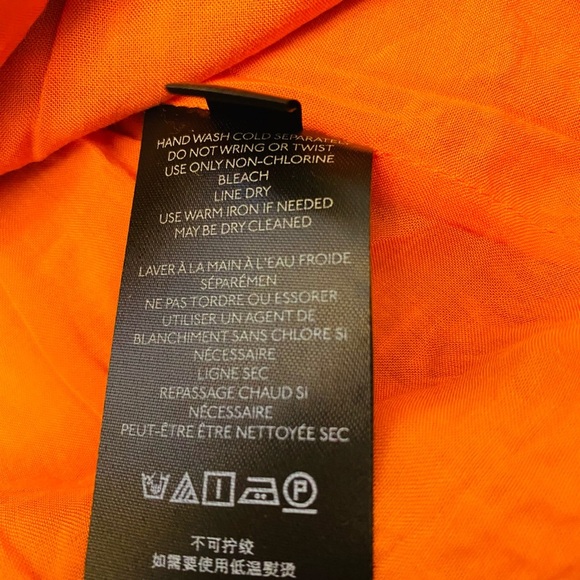 HAND WASH COLD SEPARATELY
DO NOT WRING OR TWIST
USE ONLY NON-CHLORINE
BLEACH
LINE DRY
USE WARM IRON IF NEEDED
MAY BE DRY CLEANED
LAVER À LA MAIN À L'EAU FROIDE
SÉPARÉMEN
NE PAS TORDRE OU ESSORER
UTILISER UN AGENT DE
BLANCHIMENT SANS CHLORE SI
NÉCESSAIRE
LIGNE SEC
REPASSAGE CHAUD SI
NÉCESSAIRE
PEUT-ÊTRE ÊTRE NETTOYÉE SEC
P
不可拧绞
如需要使用低温熨烫